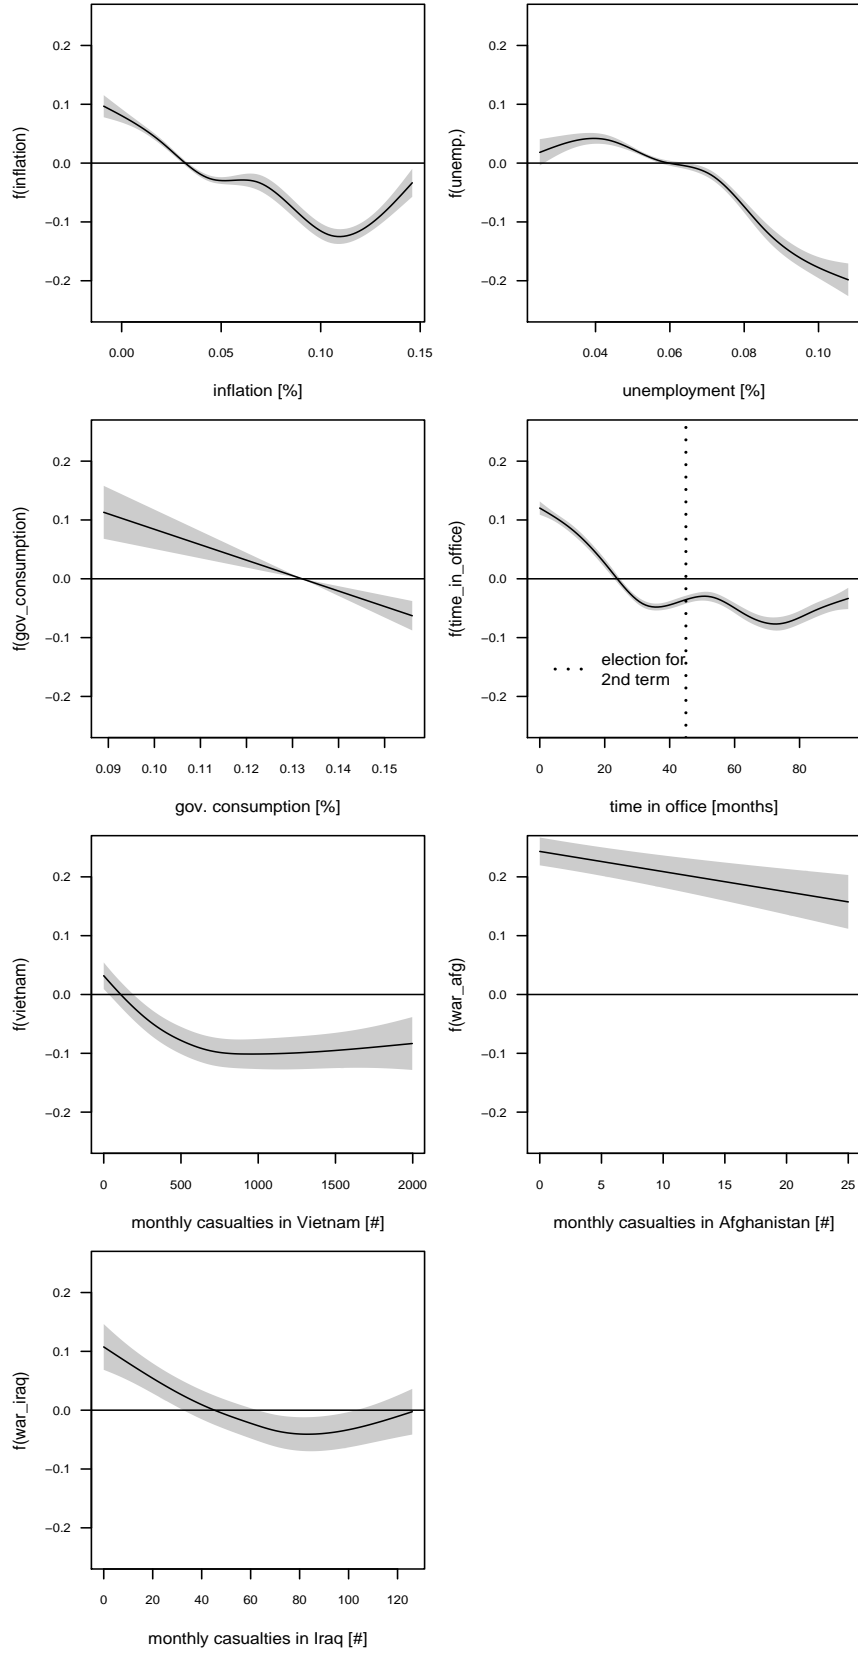 0.2
0.1
0.0
−0.1
−0.2
f(inflation)
0.00 0.05 0.10 0.15
inflation [%]
0.2
0.1
0.0
−0.1
−0.2
f(unemp.)
0.04 0.06 0.08 0.10
unemployment [%]
0.2
0.1
0.0
−0.1
−0.2
f(gov_consumption)
0.09 0.10 0.11 0.12 0.13 0.14 0.15
gov. consumption [%]
0.2
0.1
0.0
−0.1
−0.2
f(time_in_office)
election for
2nd term
0 20 40 60 80
time in office [months]
0.2
0.1
0.0
−0.1
−0.2
f(vietnam)
0 500 1000 1500 2000
monthly casualties in Vietnam [#]
0.2
0.1
0.0
−0.1
−0.2
f(war_afg)
0 5 10 15 20 25
monthly casualties in Afghanistan [#]
0.2
0.1
0.0
−0.1
−0.2
f(war_iraq)
0 20 40 60 80 100 120
monthly casualties in Iraq [#]